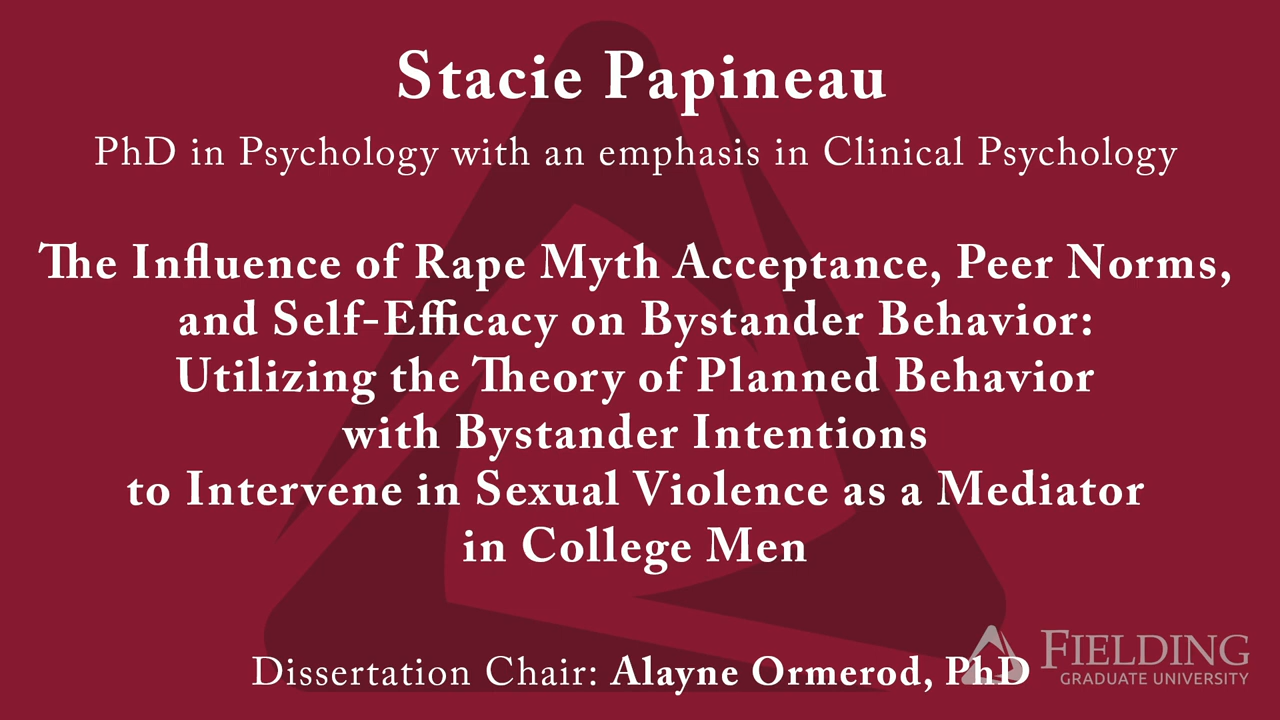 Stacie Papineau
PhD in Psychology with an emphasis in Clinical Psychology
The Influence of Rape Myth Acceptance, Peer Norms,
and Self-Efficacy on Bystander Behavior:
Utilizing the Theory of Planned Behavior
with Bystander Intentions
to Intervene in Sexual Violence as a Mediator
in College Men
Dissertation Chair: Alayne Ormerod, PhD
FIELDING
GRADUATE UNIVERSITY